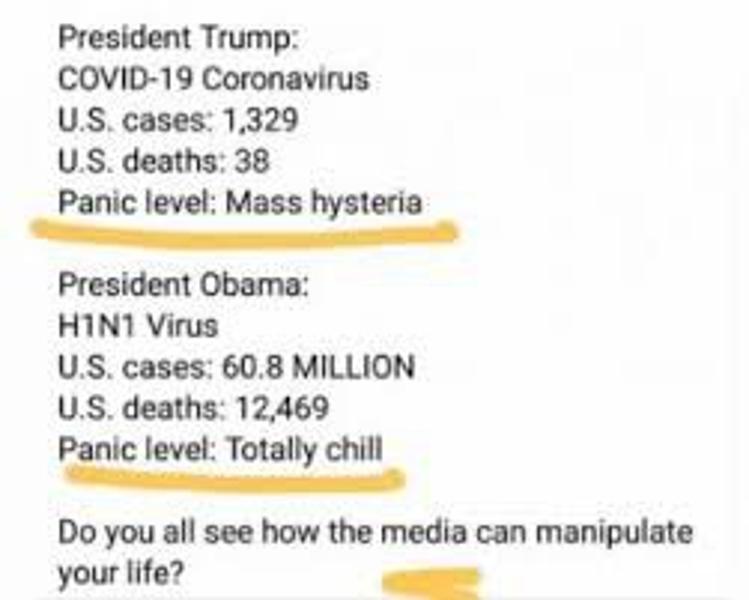 President Trump:
COVID-19 Coronavirus
U.S. cases: 1,329
U.S. deaths: 38
Panic level: Mass hysteria
President Obama:
H1N1 Virus
U.S. cases: 60.8 MILLION
U.S. deaths: 12,469
Panic level: Totally chill
Do you all see how the media can manipulate
your life?